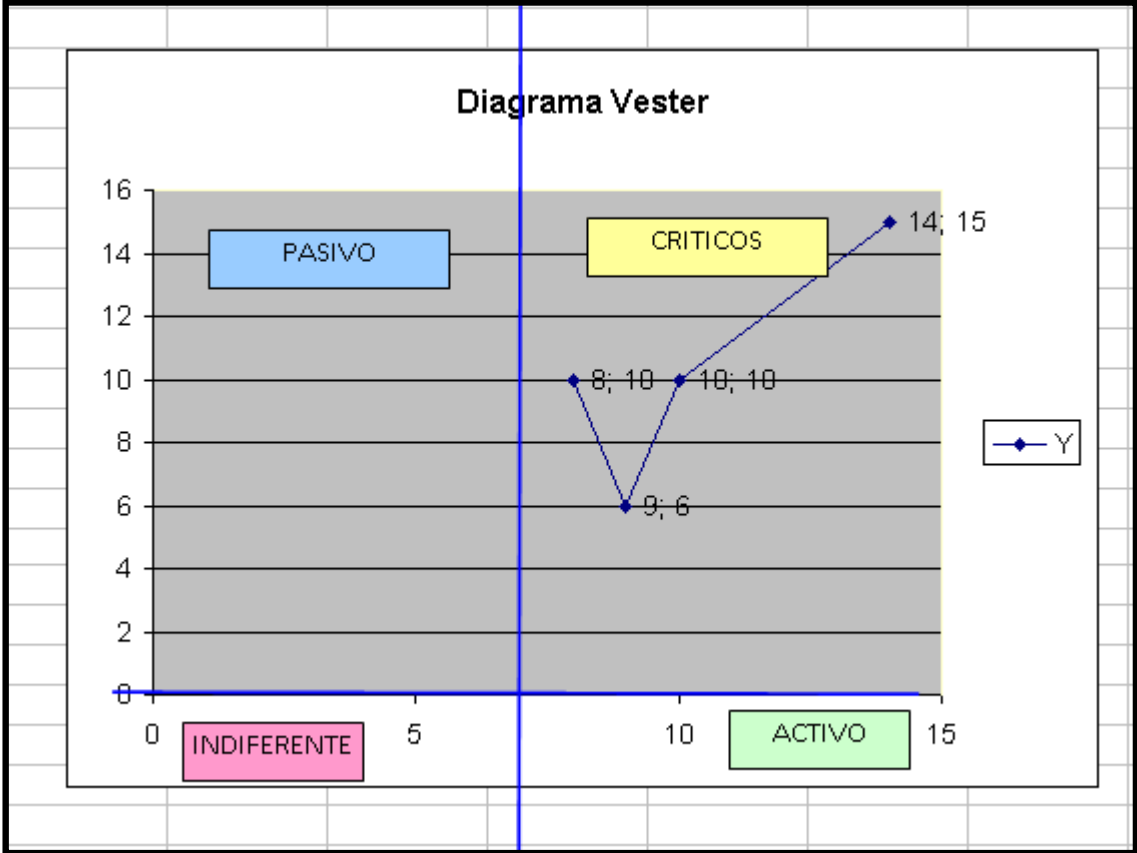 Diagrama Vester
16
14; 15
CRITICOS
PASIVO
14
12
10
8; 10
10; 10
8
Y
6
9; 6
4
2
0
0
5
10
15
INDIFERENTE
ACTIVO